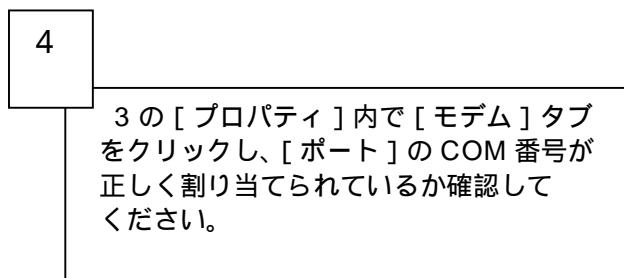 4
3 の [ プロパティ ] 内で [ モデム ] タブ
をクリックし、[ ポート ] の COM 番号が
正しく割り当てられているか確認して
ください。